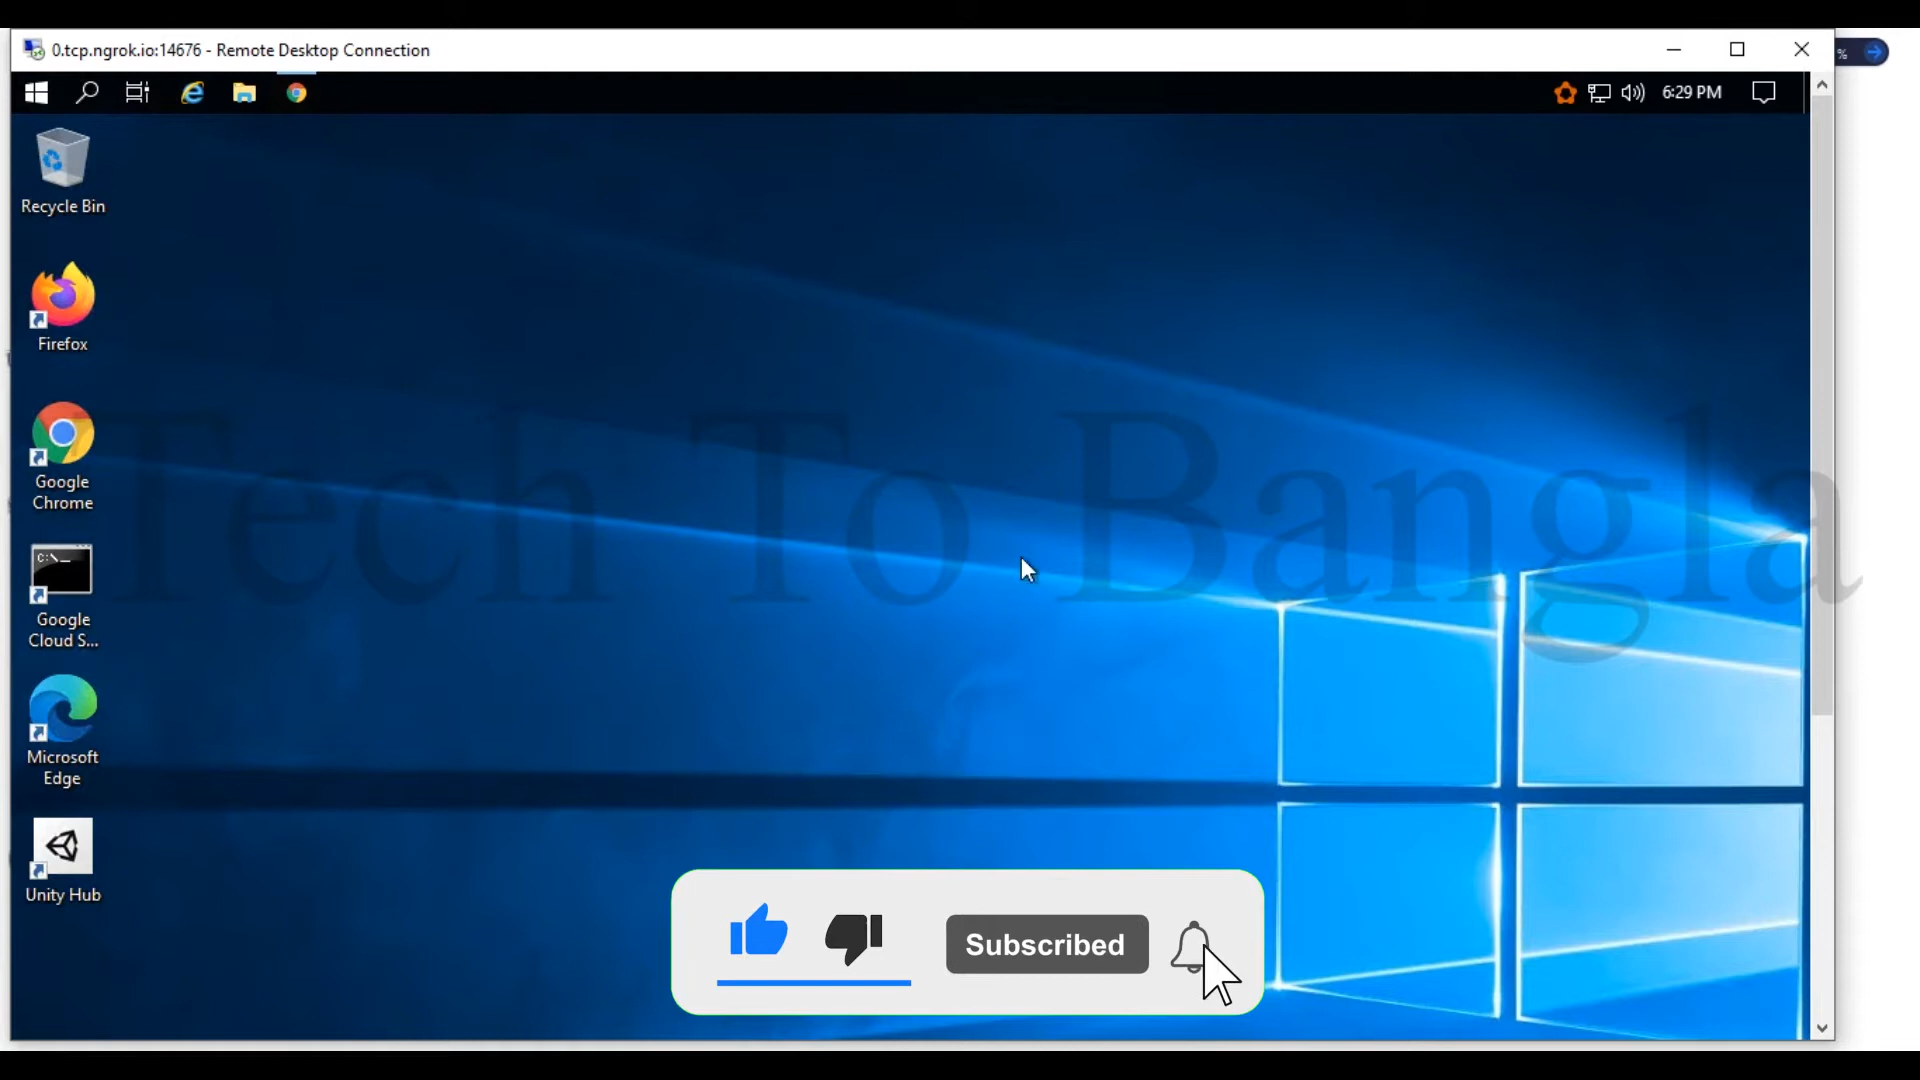 0.tcp.ngrok.io:14676 - Remote Desktop Connection
%
6:29 PM
Recycle Bin
Firefox
Google
Chrome
C:\._
Google
Cloud S...
Microsoft
Edge
Unity Hub
Tech To Bangla
Subscribed